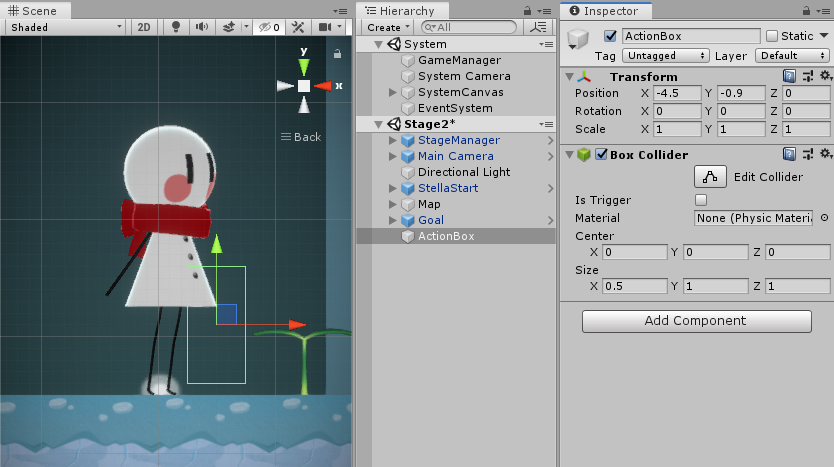 Scene
Shaded
2D
0
y
x
Back
Hierarchy
Create
All
System
GameManager
System Camera
SystemCanvas
EventSystem
Stage2*
StageManager
Main Camera
Directional Light
StellaStart
Map
Goal
ActionBox
Inspector
ActionBox
Static
Tag Untagged Layer Default
Transform
Position X -4.5 Y -0.9 Z 0
Rotation X 0 Y 0 Z 0
Scale X 1 Y 1 Z 1
Box Collider
Edit Collider
Is Trigger
Material None (Physic Materia
Center
X 0 Y 0 Z 0
Size
X 0.5 Y 1 Z 1
Add Component